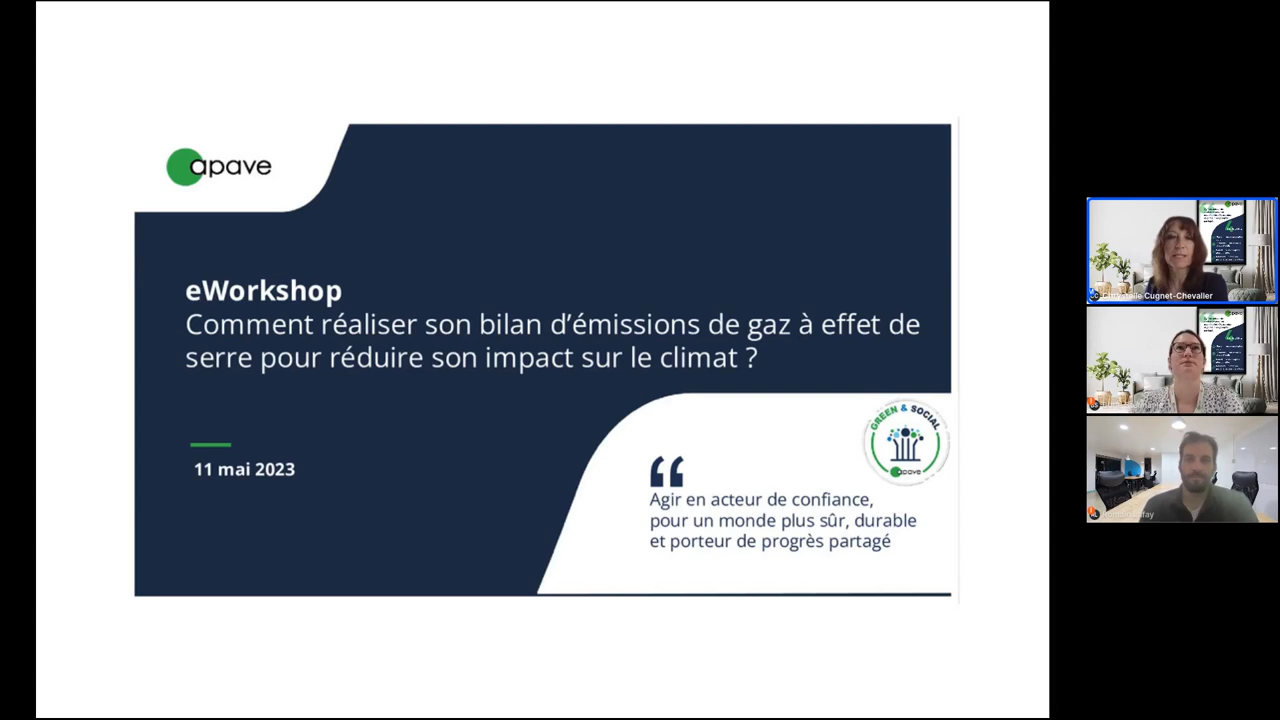 apave
eWorkshop
Comment réaliser son bilan d’émissions de gaz à effet de
serre pour réduire son impact sur le climat ?
11 mai 2023
GREEN & SOCIAL
apave
“
Agir en acteur de confiance,
pour un monde plus sûr, durable
et porteur de progrès partagé
Cugnet-Chevalier